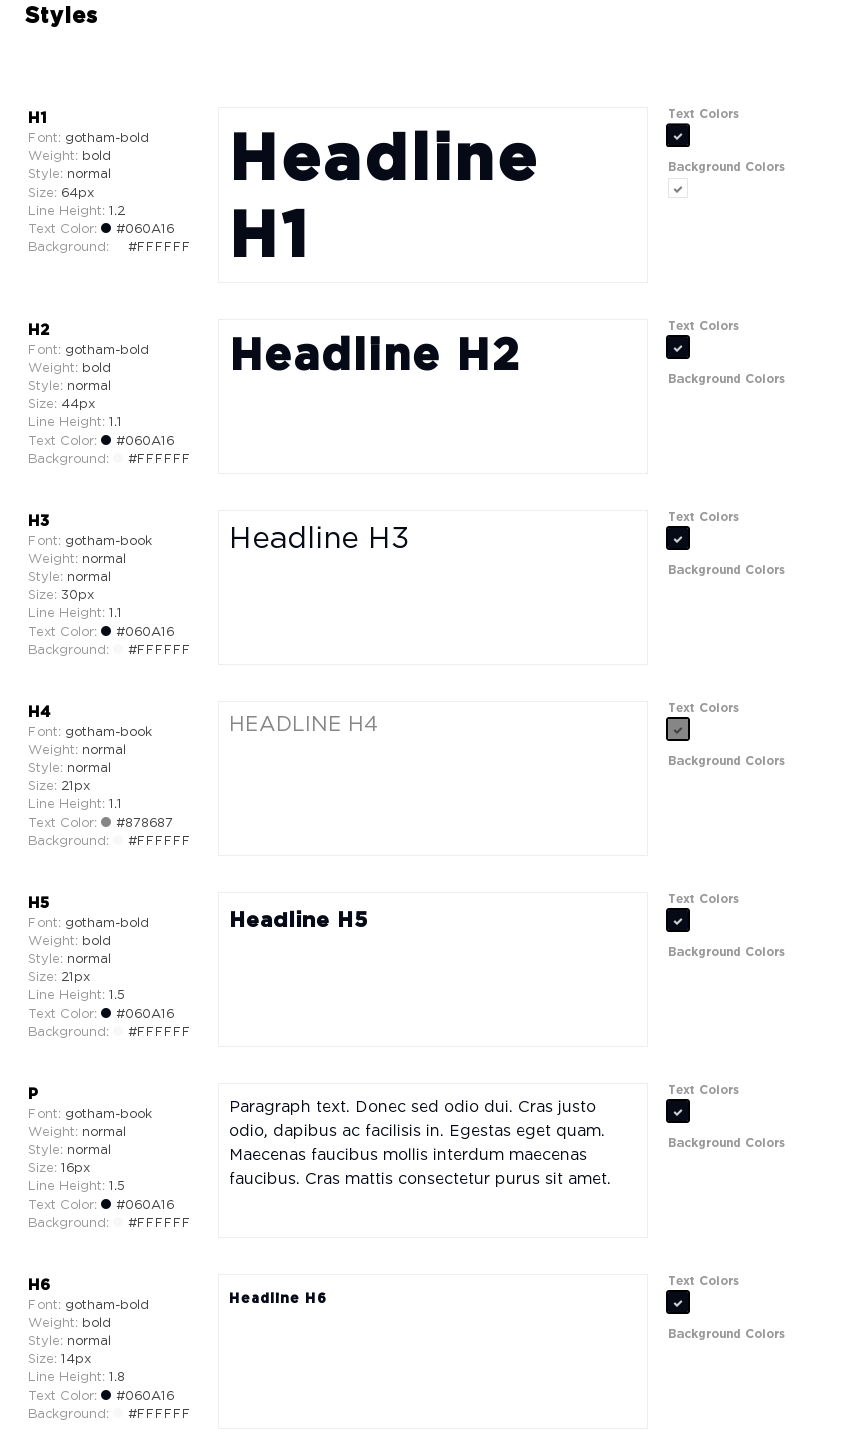 Styles
H1
Font: gotham-bold
Weight: bold
Style: normal
Size: 64px
Line Height: 1.2
Text Color: #060A16
Background: #FFFFFF
Headline
H1
Text Colors
Background Colors
H2
Font: gotham-bold
Weight: bold
Style: normal
Size: 44px
Line Height: 1.1
Text Color: #060A16
Background: #FFFFFF
Headline H2
Text Colors
Background Colors
H3
Font: gotham-book
Weight: normal
Style: normal
Size: 30px
Line Height: 1.1
Text Color: #060A16
Background: #FFFFFF
Headline H3
Text Colors
Background Colors
H4
Font: gotham-book
Weight: normal
Style: normal
Size: 21px
Line Height: 1.1
Text Color: #878687
Background: #FFFFFF
HEADLINE H4
Text Colors
Background Colors
H5
Font: gotham-bold
Weight: bold
Style: normal
Size: 21px
Line Height: 1.5
Text Color: #060A16
Background: #FFFFFF
Headline H5
Text Colors
Background Colors
P
Font: gotham-book
Weight: normal
Style: normal
Size: 16px
Line Height: 1.5
Text Color: #060A16
Background: #FFFFFF
Paragraph text. Donec sed odio dui. Cras justo
odio, dapibus ac facilisis in. Egestas eget quam.
Maecenas faucibus mollis interdum maecenas
faucibus. Cras mattis consectetur purus sit amet.
Text Colors
Background Colors
H6
Font: gotham-bold
Weight: bold
Style: normal
Size: 14px
Line Height: 1.8
Text Color: #060A16
Background: #FFFFFF
Headline H6
Text Colors
Background Colors